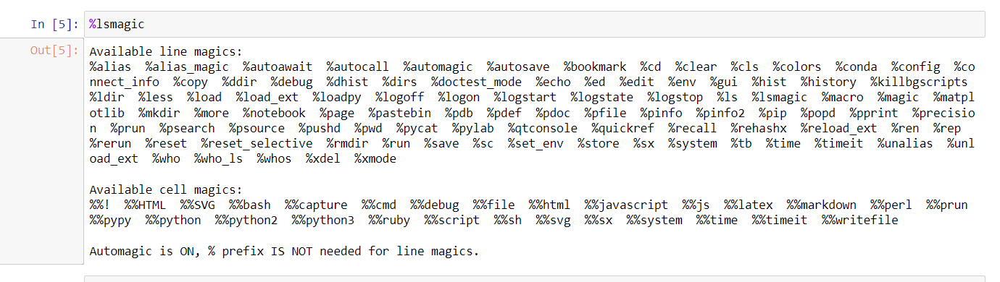 In [5]: %lsmagic
Out[5]: Available line magics:
%alias  %alias_magic  %autoawait  %autocall  %automagic  %autosave  %bookmark  %cd  %clear  %cls  %colors  %conda  %config  %co
nnect_info  %copy  %ddir  %debug  %dhist  %dirs  %doctest_mode  %echo  %ed  %edit  %env  %gui  %hist  %history  %killbgscripts
%ldir  %less  %load  %load_ext  %loadpy  %logoff  %logon  %logstart  %logstate  %logstop  %ls  %lsmagic  %macro  %magic  %matpl
otlib  %mkdir  %more  %notebook  %page  %pastebin  %pdb  %pdef  %pdoc  %pfile  %pinfo  %pinfo2  %pip  %popd  %pprint  %precisio
n  %prun  %psearch  %psource  %pushd  %pwd  %pycat  %pylab  %qtconsole  %quickref  %recall  %rehashx  %reload_ext  %ren  %rep
%rerun  %reset  %reset_selective  %rmdir  %run  %save  %sc  %set_env  %store  %sx  %system  %tb  %time  %timeit  %unalias  %unl
oad_ext  %who  %who_ls  %whos  %xdel  %xmode
Available cell magics:
%%!  %%HTML  %%SVG  %%bash  %%capture  %%cmd  %%debug  %%file  %%html  %%javascript  %%js  %%latex  %%markdown  %%perl  %%prun
%%pypy  %%python  %%python2  %%python3  %%ruby  %%script  %%sh  %%svg  %%sx  %%system  %%time  %%timeit  %%writefile
Automagic is ON, % prefix IS NOT needed for line magics.